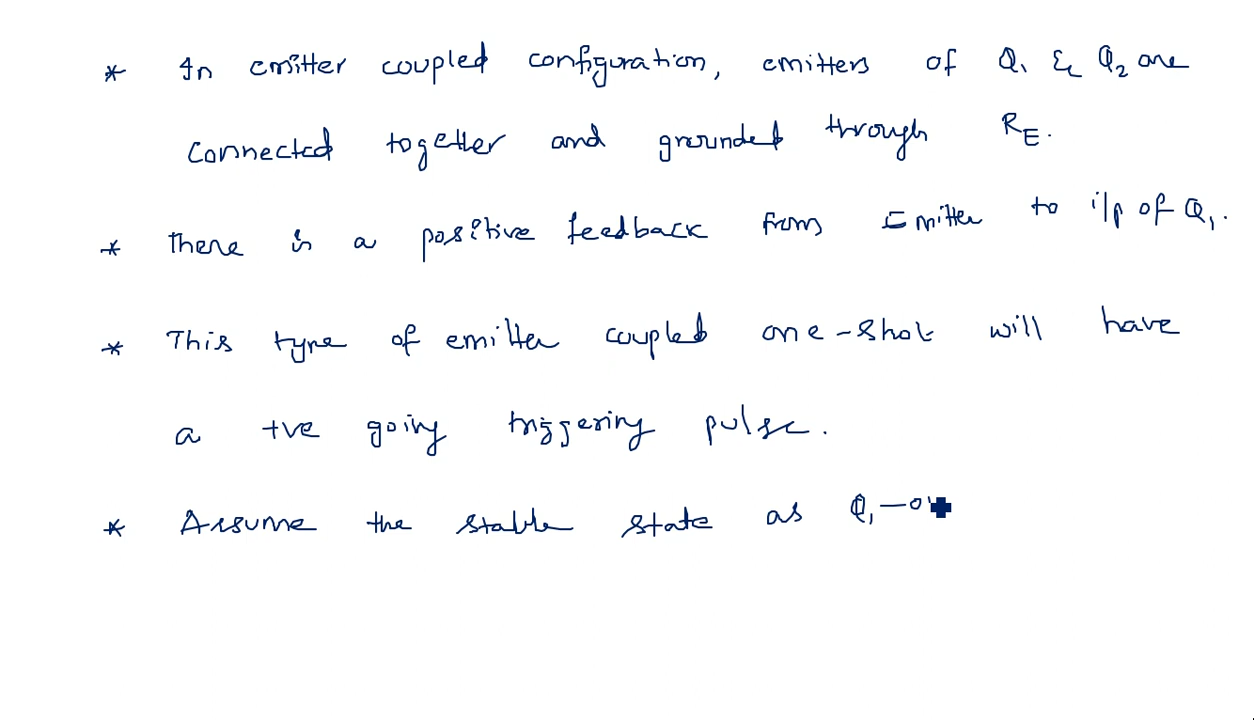 * In emitter coupled configuration, emitters of Q1 & Q2 are
connected together and grounded through RE.
* There is a positive feedback from Emitter to i/p of Q1.
* This type of emitter coupled one-shot will have
a +ve going triggering pulse.
* Assume the stable state as Q1 –